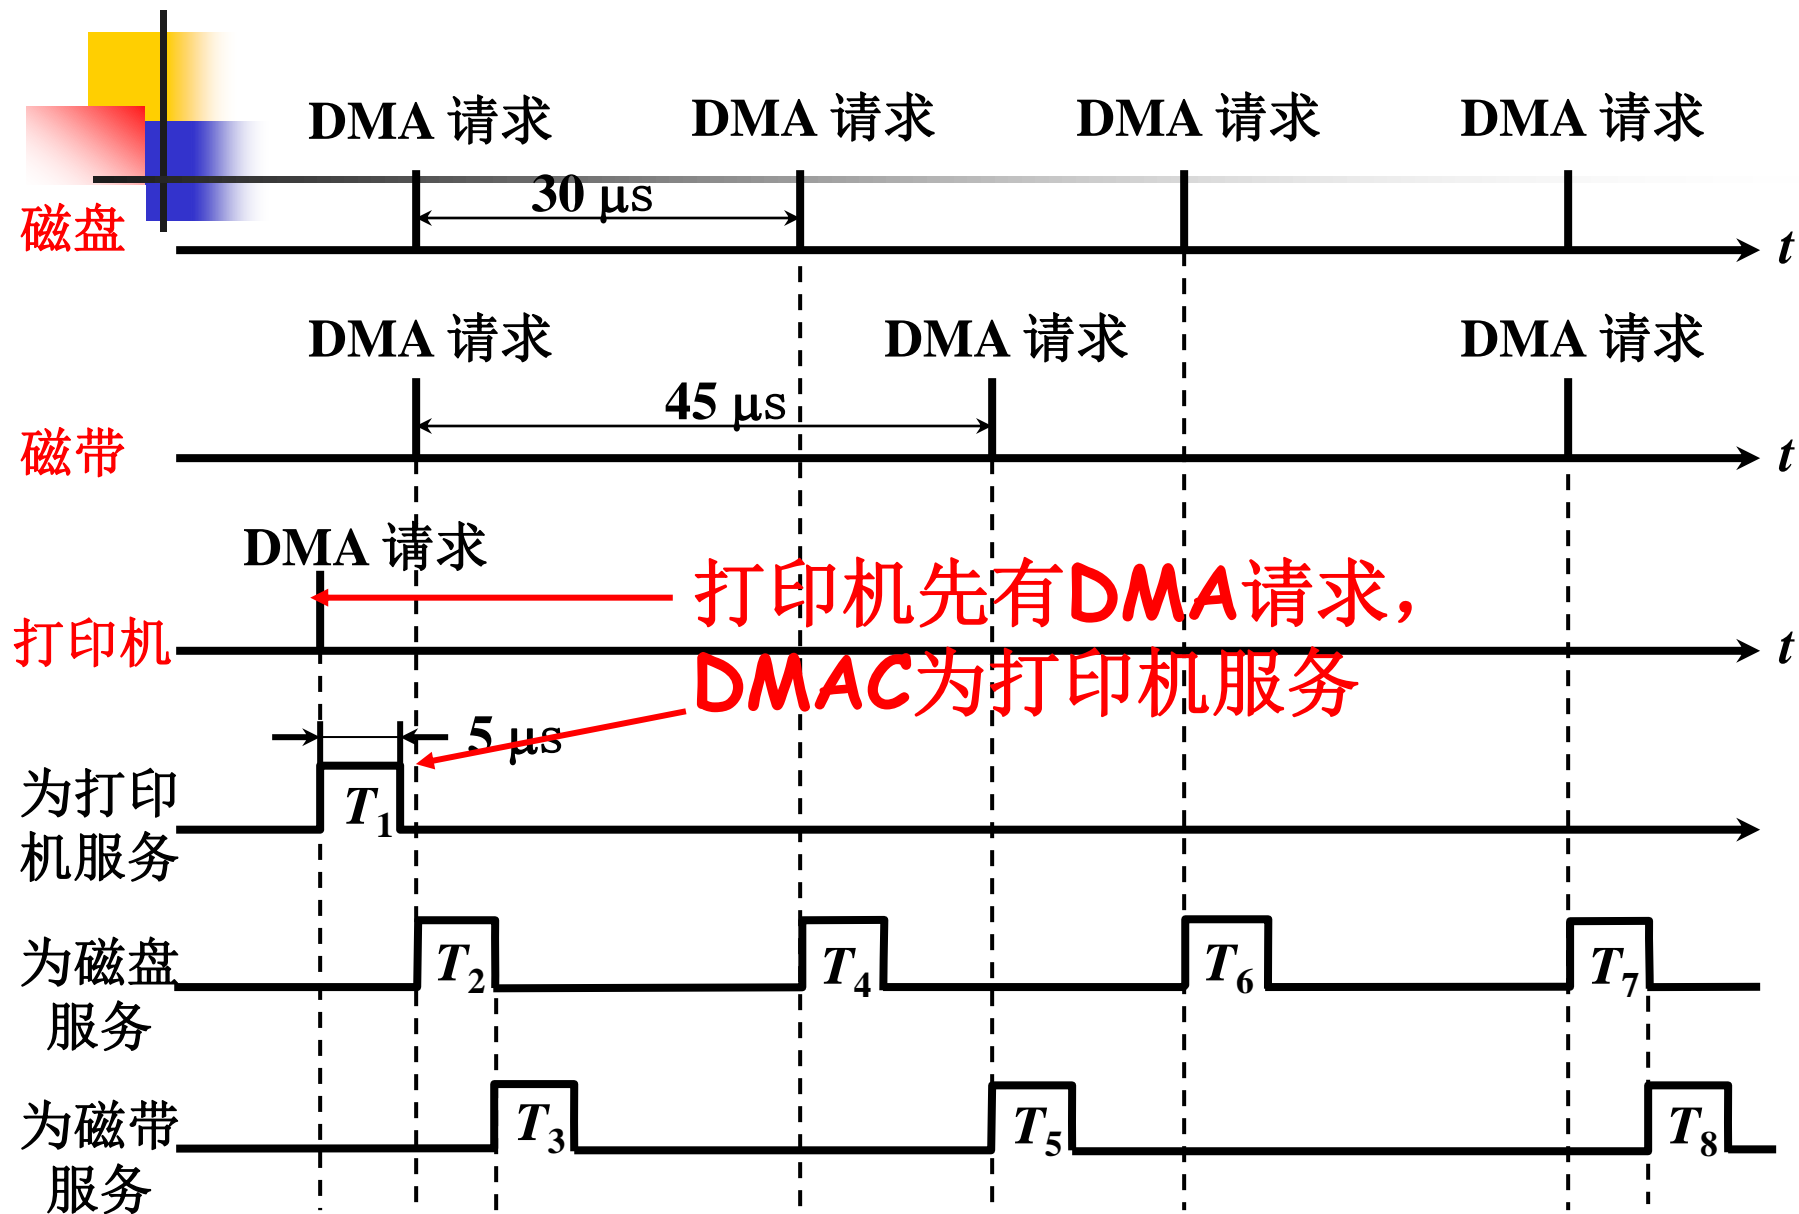 DMA 请求 DMA 请求 DMA 请求 DMA 请求
30 μs
磁盘
t
DMA 请求 DMA 请求 DMA 请求
45 μs
磁带
t
DMA 请求
打印机先有DMA请求，
打印机
t
DMAC为打印机服务
5 μs
为打印
机服务
T1
为磁盘
服务
T2 T4 T6 T7
为磁带
服务
T3 T5 T8